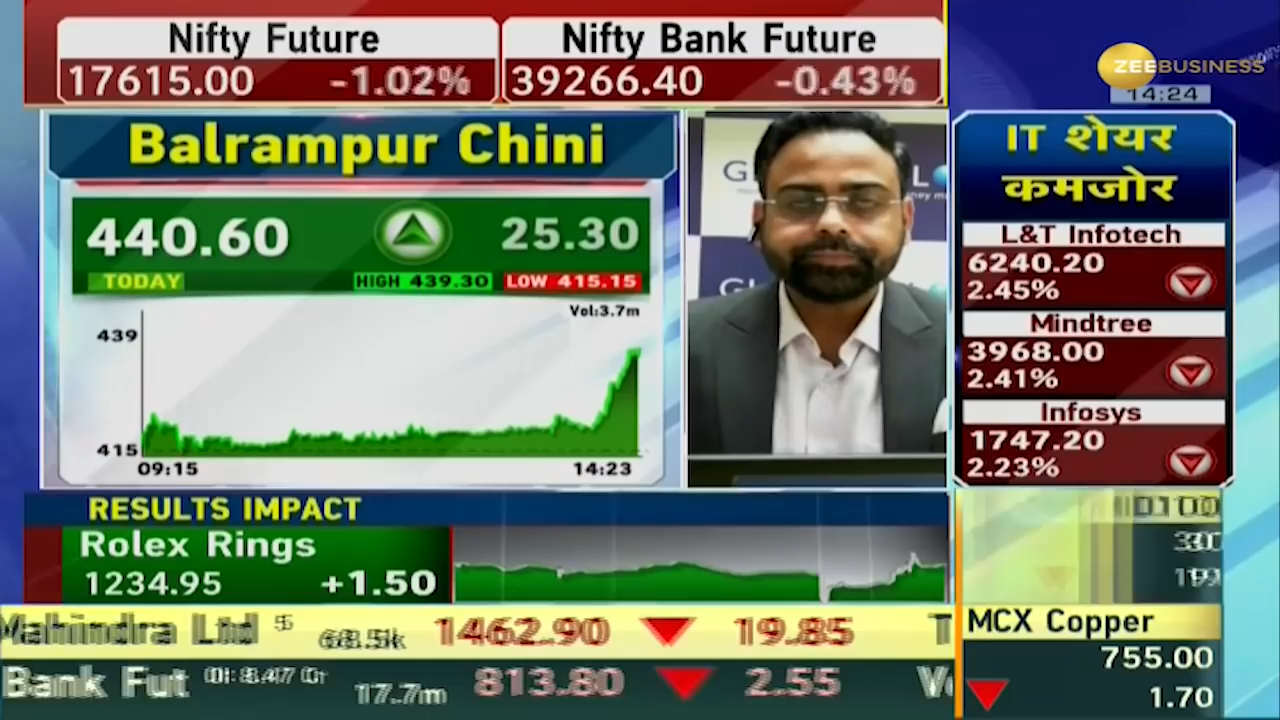 Nifty Future
17615.00 -1.02%
Nifty Bank Future
39266.40 -0.43%
ZEEBUSINESS
14:24
Balrampur Chini
440.60 25.30
TODAY HIGH 439.30 LOW 415.15
Vol:3.7m
439
415
09:15 14:23
IT शेयर
कमजोर
L&T Infotech
6240.20
2.45%
Mindtree
3968.00
2.41%
Infosys
1747.20
2.23%
RESULTS IMPACT
Rolex Rings
1234.95 +1.50
Mahindra Ltd 1462.90 19.85
Bank Fut 17.7m 813.80 2.55
MCX Copper
755.00
1.70